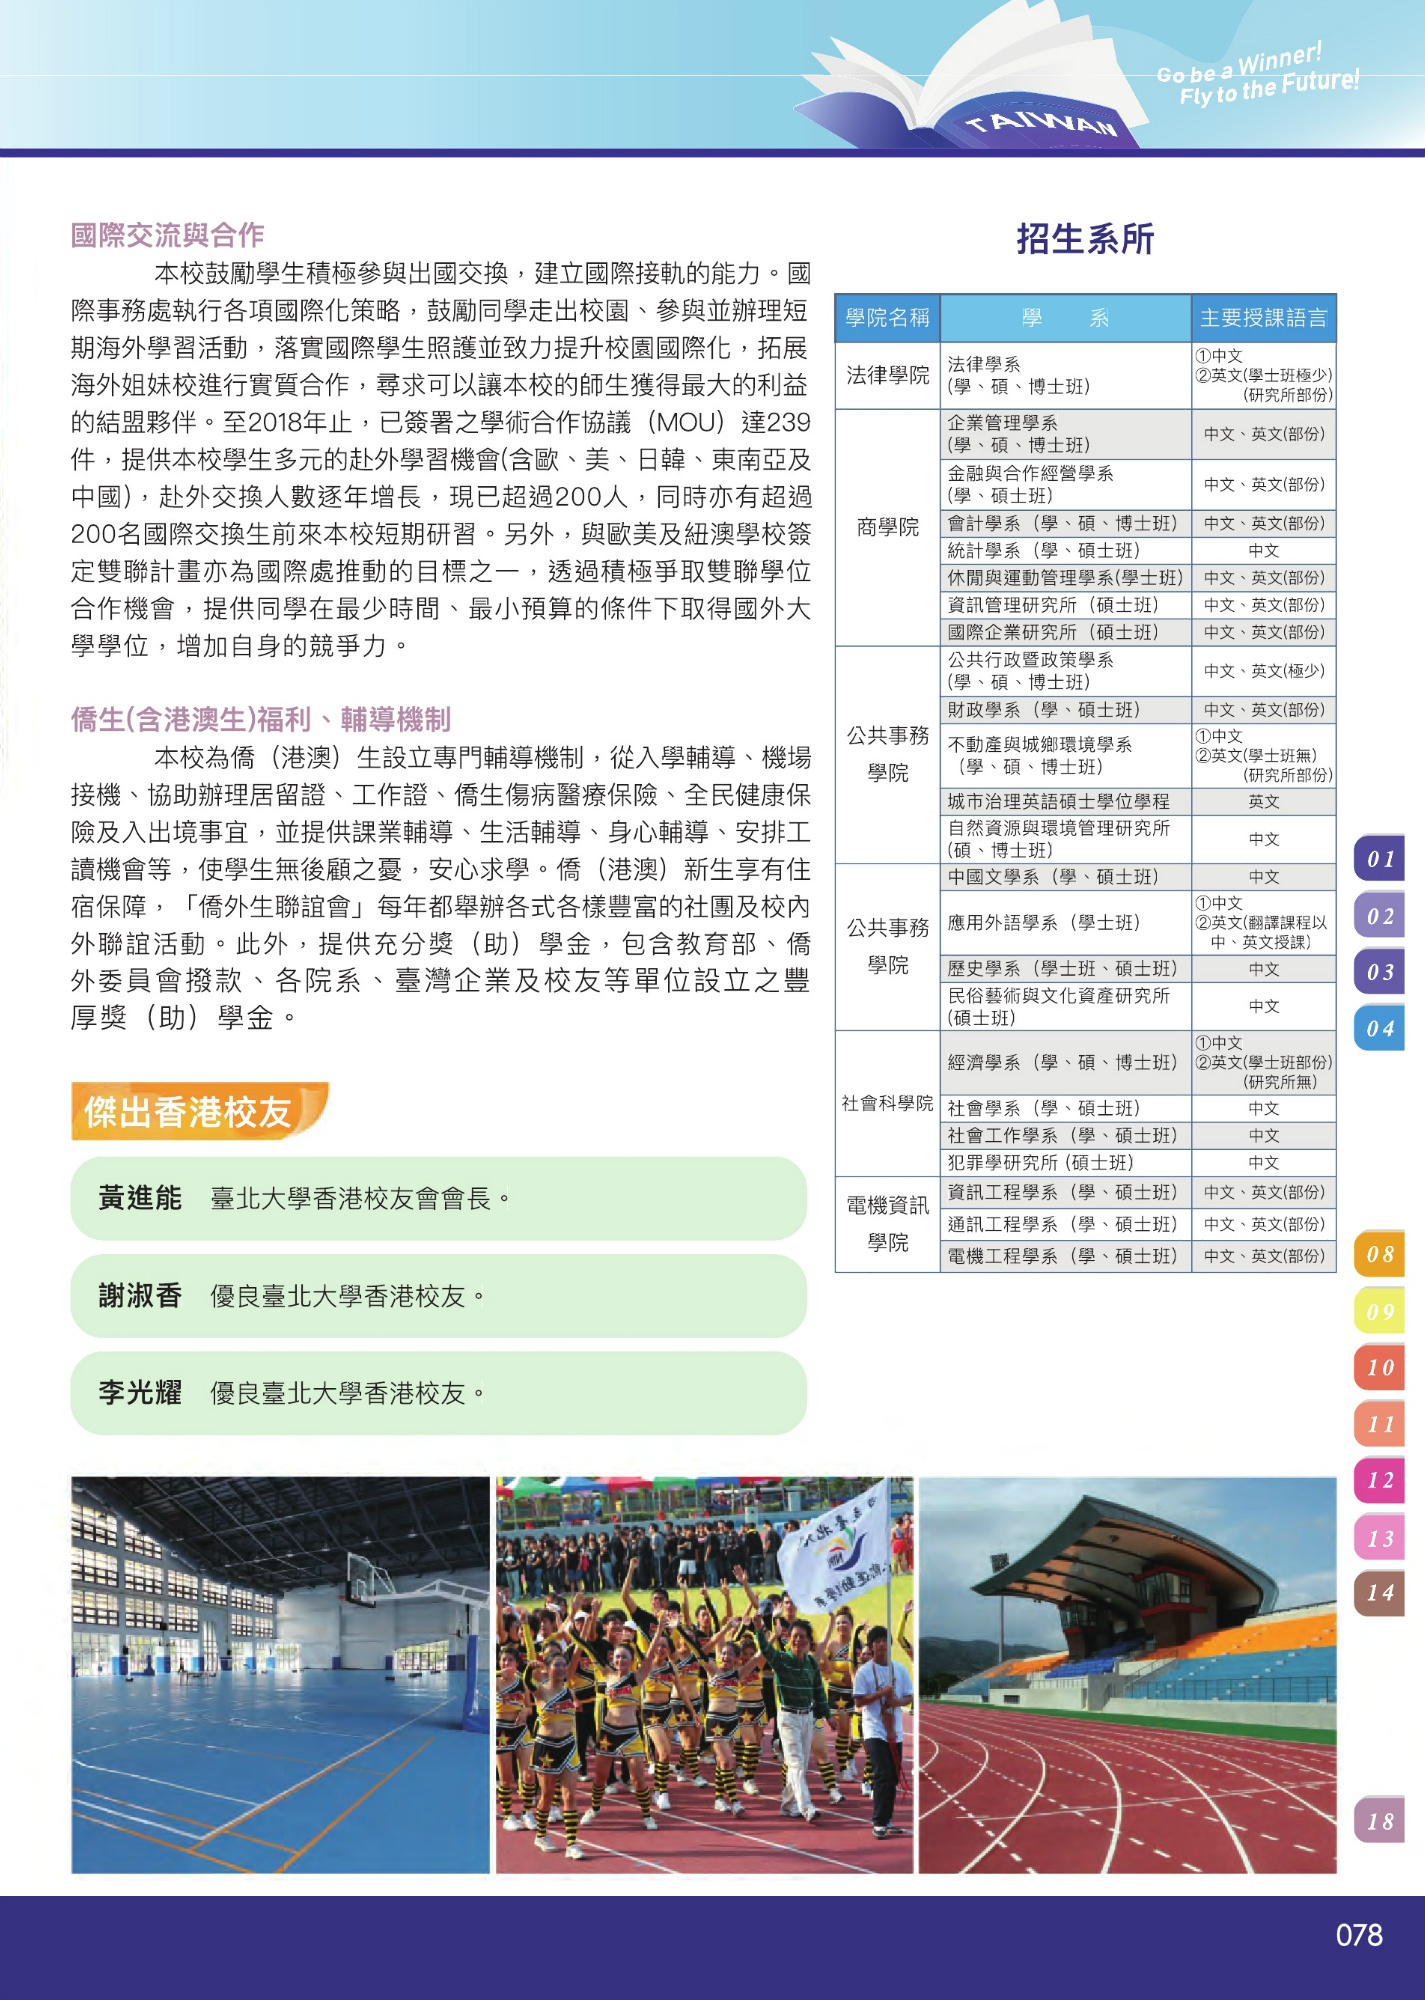 Go be a Winner!
Fly to the Future!
TAIWAN
國際交流與合作
本校鼓勵學生積極參與出國交換，建立國際接軌的能力。國
際事務處執行各項國際化策略，鼓勵同學走出校園、參與並辦理短
期海外學習活動，落實國際學生照護並致力提升校園國際化，拓展
海外姐妹校進行實質合作，尋求可以讓本校的師生獲得最大的利益
的結盟夥伴。至2018年止，已簽署之學術合作協議（MOU）達239
件，提供本校學生多元的赴外學習機會(含歐、美、日韓、東南亞及
中國)，赴外交換人數逐年增長，現已超過200人，同時亦有超過
200名國際交換生前來本校短期研習。另外，與歐美及紐澳學校簽
定雙聯計畫亦為國際處推動的目標之一，透過積極爭取雙聯學位
合作機會，提供同學在最少時間、最小預算的條件下取得國外大
學學位，增加自身的競爭力。
僑生(含港澳生)福利、輔導機制
本校為僑（港澳）生設立專門輔導機制，從入學輔導、機場
接機、協助辦理居留證、工作證、僑生傷病醫療保險、全民健康保
險及入出境事宜，並提供課業輔導、生活輔導、身心輔導、安排工
讀機會等，使學生無後顧之憂，安心求學。僑（港澳）新生享有住
宿保障，「僑外生聯誼會」每年都舉辦各式各樣豐富的社團及校內
外聯誼活動。此外，提供充分獎（助）學金，包含教育部、僑
外委員會撥款、各院系、臺灣企業及校友等單位設立之豐
厚獎（助）學金。
傑出香港校友
黃進能 臺北大學香港校友會會長。
謝淑香 優良臺北大學香港校友。
李光耀 優良臺北大學香港校友。
招生系所
學院名稱 學 系 主要授課語言
法律學院
法律學系
(學、碩、博士班)
①中文
②英文(學士班極少)
(研究所部份)
商學院
企業管理學系
(學、碩、博士班)
中文、英文(部份)
金融與合作經營學系
(學、碩士班)
中文、英文(部份)
會計學系（學、碩、博士班） 中文、英文(部份)
統計學系（學、碩士班） 中文
休閒與運動管理學系(學士班) 中文、英文(部份)
資訊管理研究所（碩士班） 中文、英文(部份)
國際企業研究所（碩士班） 中文、英文(部份)
公共事務
學院
公共行政暨政策學系
(學、碩、博士班)
中文、英文(極少)
財政學系（學、碩士班） 中文、英文(部份)
不動產與城鄉環境學系
（學、碩、博士班）
①中文
②英文(學士班無)
(研究所部份)
城市治理英語碩士學位學程 英文
自然資源與環境管理研究所
(碩、博士班)
中文
公共事務
學院
中國文學系（學、碩士班） 中文
應用外語學系（學士班）
①中文
②英文(翻譯課程以
中、英文授課)
歷史學系（學士班、碩士班） 中文
民俗藝術與文化資產研究所
(碩士班)
中文
社會科學院
經濟學系（學、碩、博士班）
①中文
②英文(學士班部份)
(研究所無)
社會學系（學、碩士班） 中文
社會工作學系（學、碩士班） 中文
犯罪學研究所 (碩士班) 中文
電機資訊
學院
資訊工程學系（學、碩士班） 中文、英文(部份)
通訊工程學系（學、碩士班） 中文、英文(部份)
電機工程學系（學、碩士班） 中文、英文(部份)
01
02
03
04
08
09
10
11
12
13
14
18
078